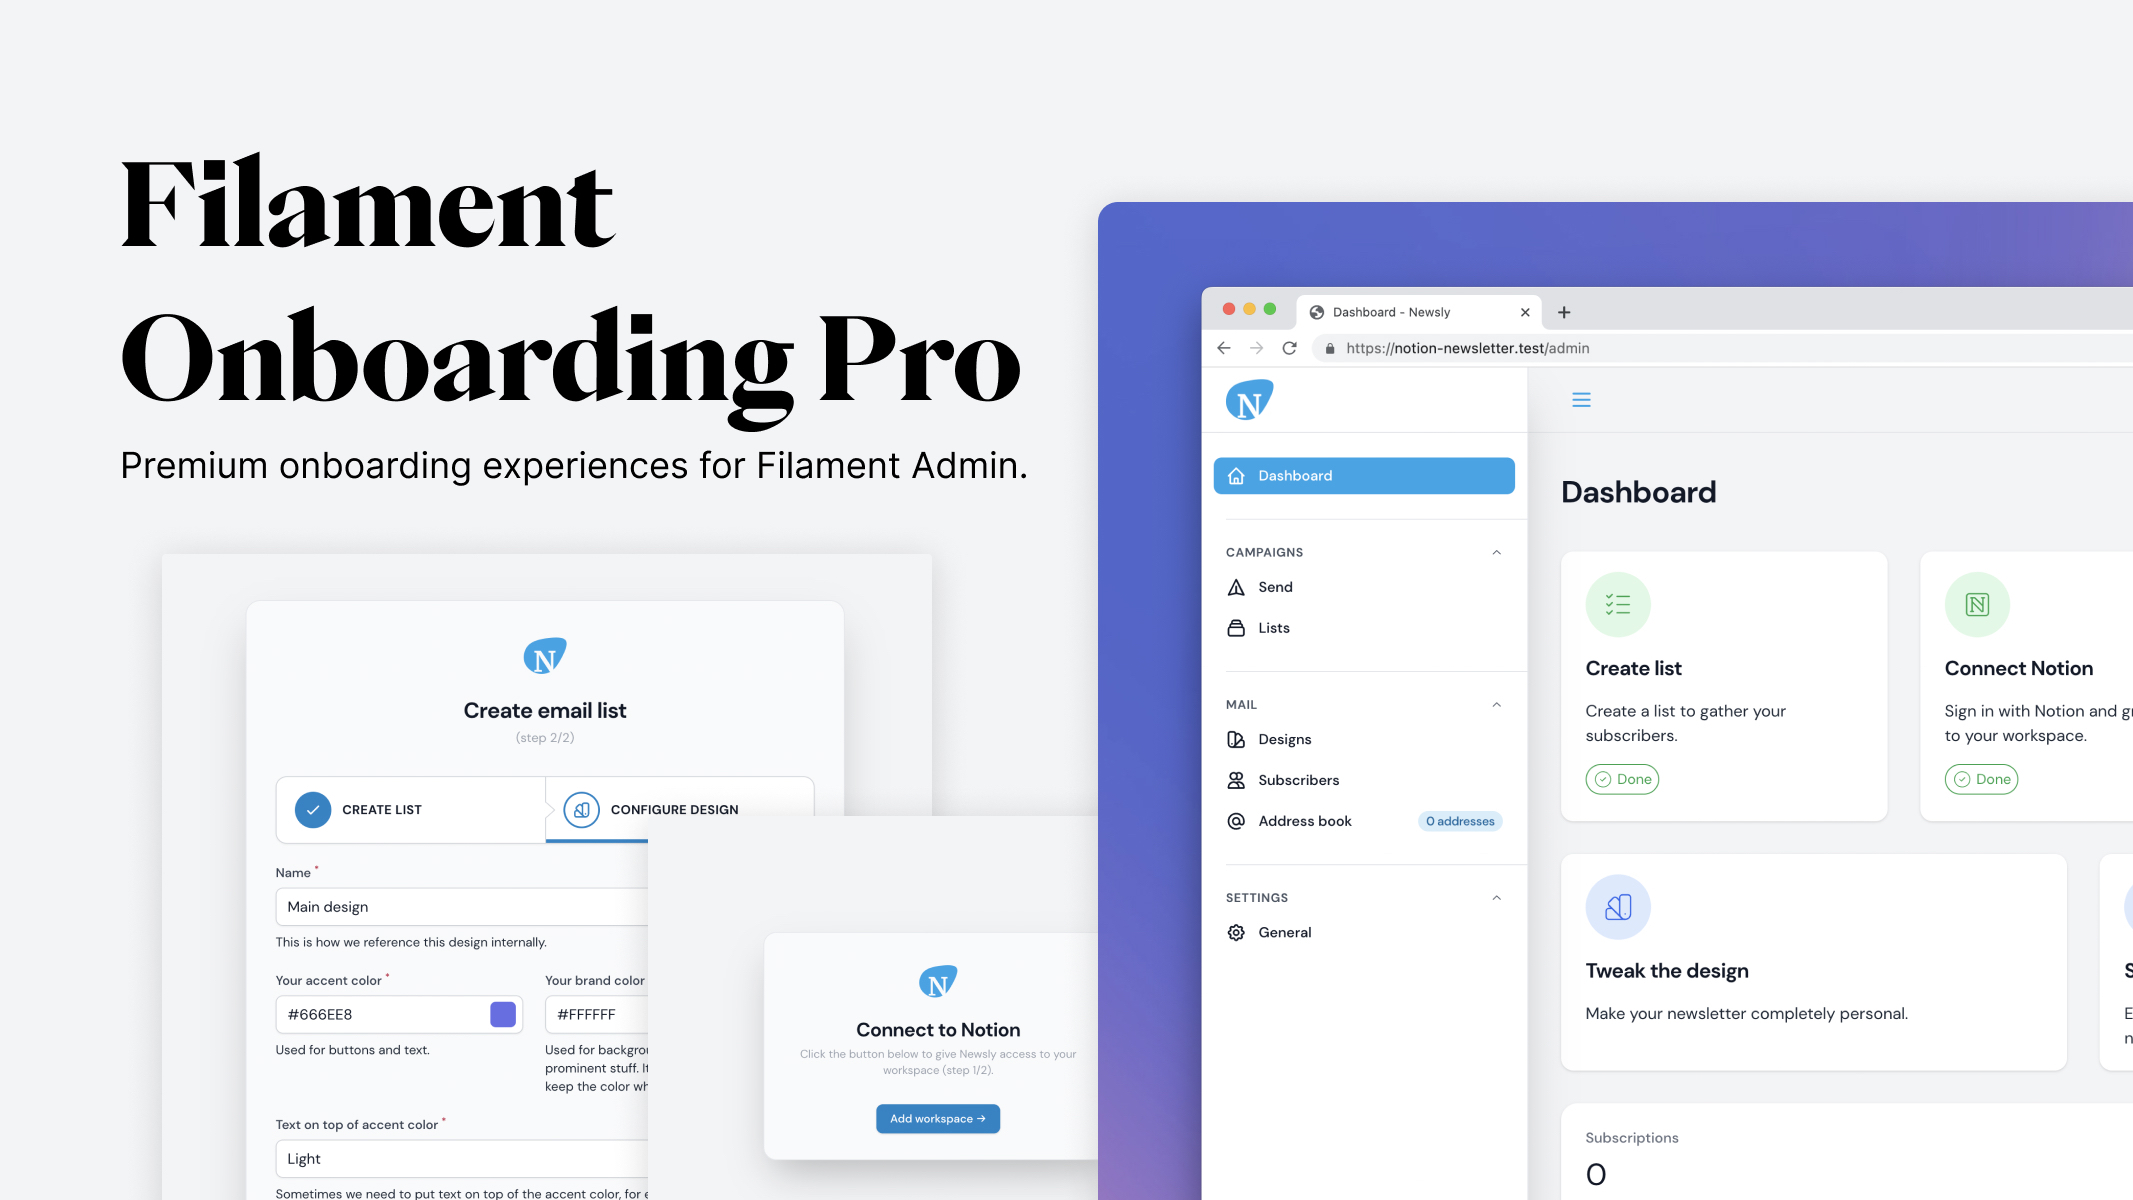 Filament
Onboarding Pro
Premium onboarding experiences for Filament Admin.
N
Create email list
(step 2/2)
CREATE LIST
CONFIGURE DESIGN
Name *
Main design
This is how we reference this design internally.
Your accent color *
#666EE8
Used for buttons and text.
Your brand color
#FFFFFF
Used for
prominent stuff.
keep the color
Text on top of accent color *
Light
Sometimes we need to put text on top of the accent color, for
N
Connect to Notion
Click the button below to give Newsly access to your
workspace (step 1/2).
Add workspace →
Dashboard - Newsly
https://notion-newsletter.test/admin
N
Dashboard
CAMPAIGNS
Send
Lists
MAIL
Designs
Subscribers
Address book
0 addresses
SETTINGS
General
Dashboard
Create list
Create a list to gather your
subscribers.
Done
N
Connect Notion
Sign in with Notion and
to your workspace.
Done
Tweak the design
Make your newsletter completely personal.
Subscriptions
0